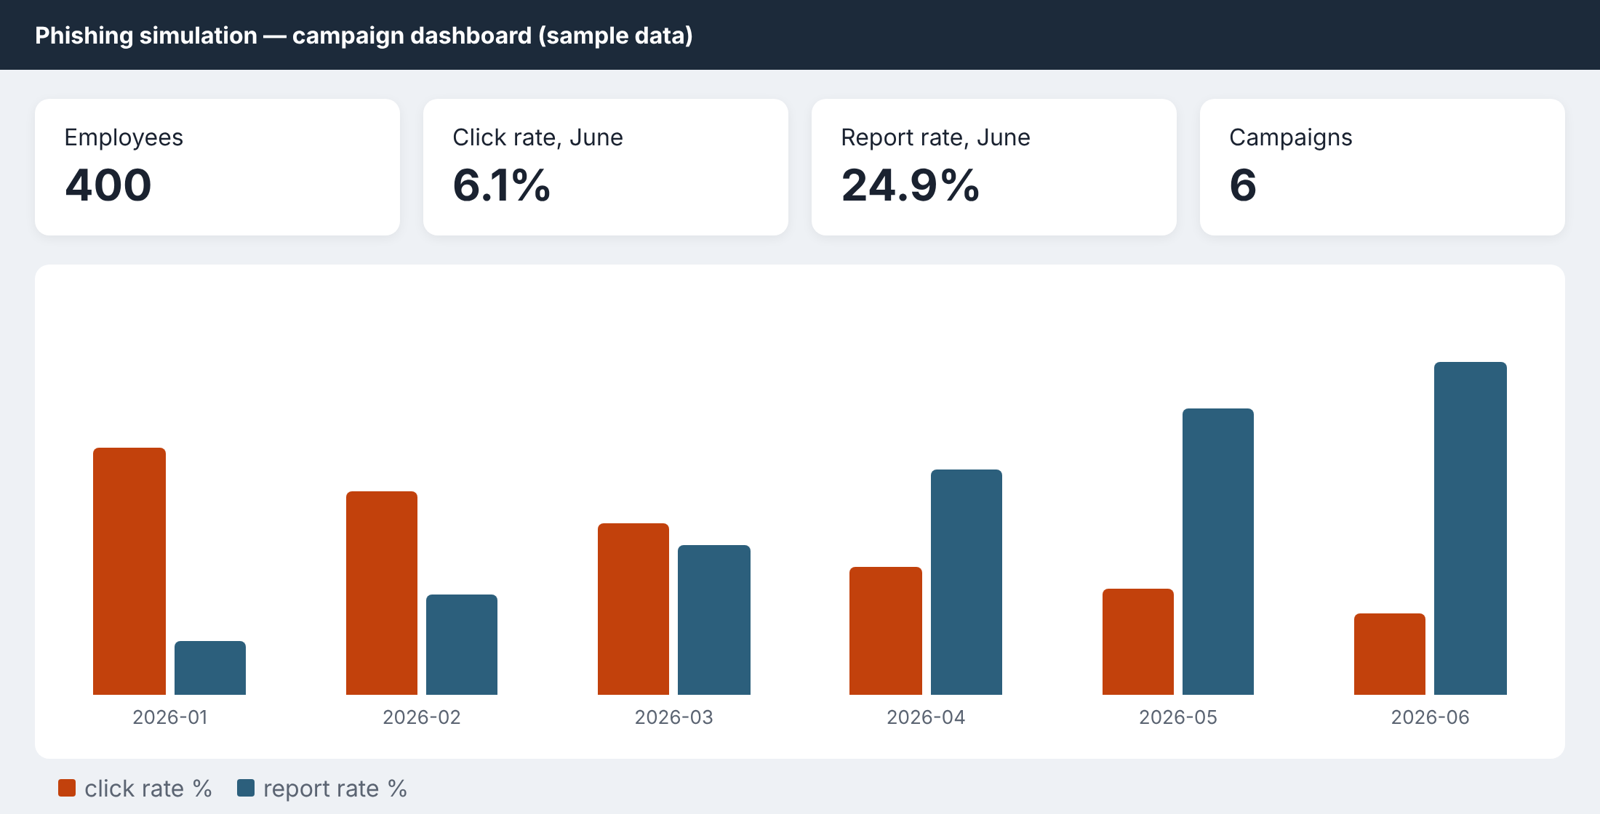 Phishing simulation — campaign dashboard (sample data)
Employees
400
Click rate, June
6.1%
Report rate, June
24.9%
Campaigns
6
2026-01
2026-02
2026-03
2026-04
2026-05
2026-06
click rate %
report rate %